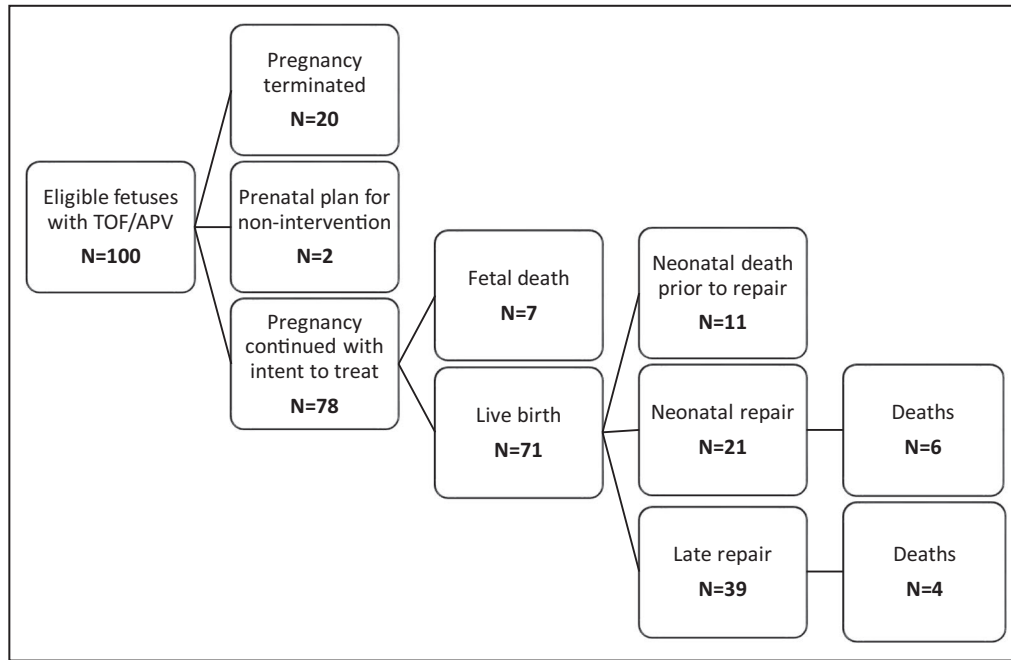 Pregnancy
terminated
N=20
Eligible fetuses
with TOF/APV
N=100
Prenatal plan for
non-intervention
N=2
Pregnancy
continued with
intent to treat
N=78
Fetal death
N=7
Live birth
N=71
Neonatal death
prior to repair
N=11
Neonatal repair
N=21
Deaths
N=6
Late repair
N=39
Deaths
N=4